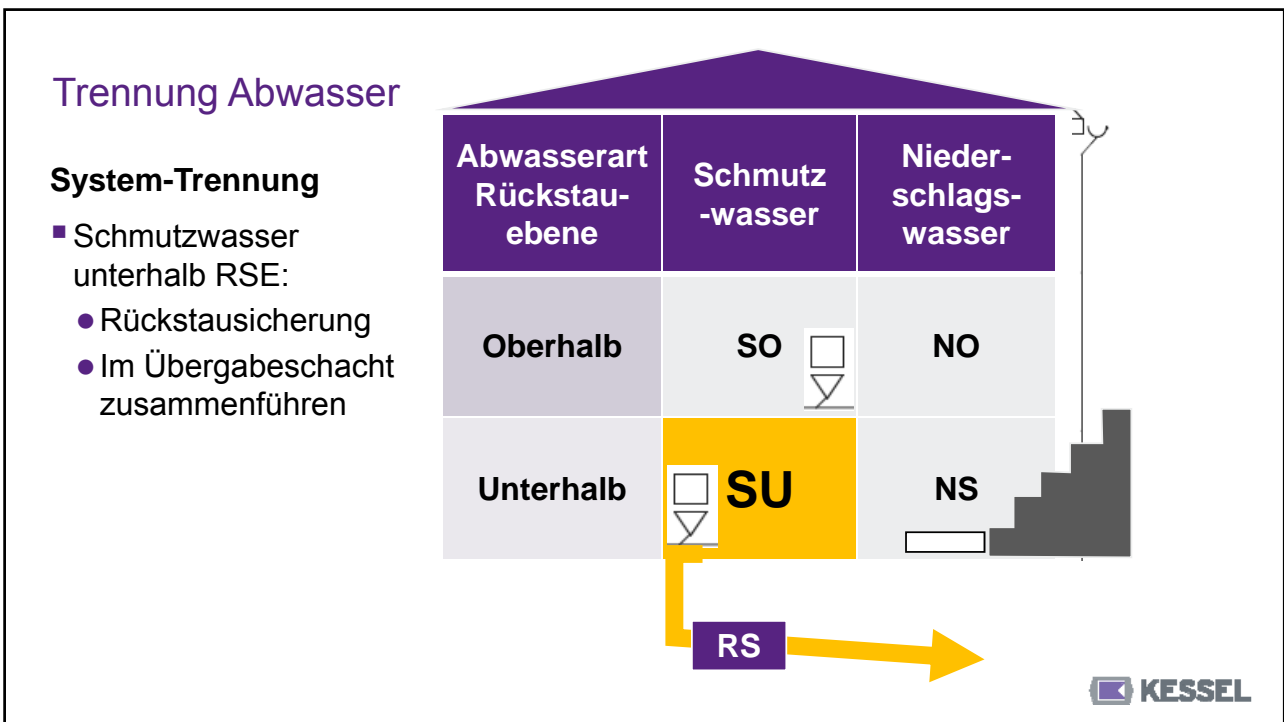 Trennung Abwasser
System-Trennung
▪ Schmutzwasser
unterhalb RSE:
● Rückstausicherung
● Im Übergabeschacht
zusammenführen
Abwasserart
Rückstau-
ebene
Schmutz
-wasser
Nieder-
schlags-
wasser
Oberhalb
SO
NO
Unterhalb
SU
NS
RS
KESSEL